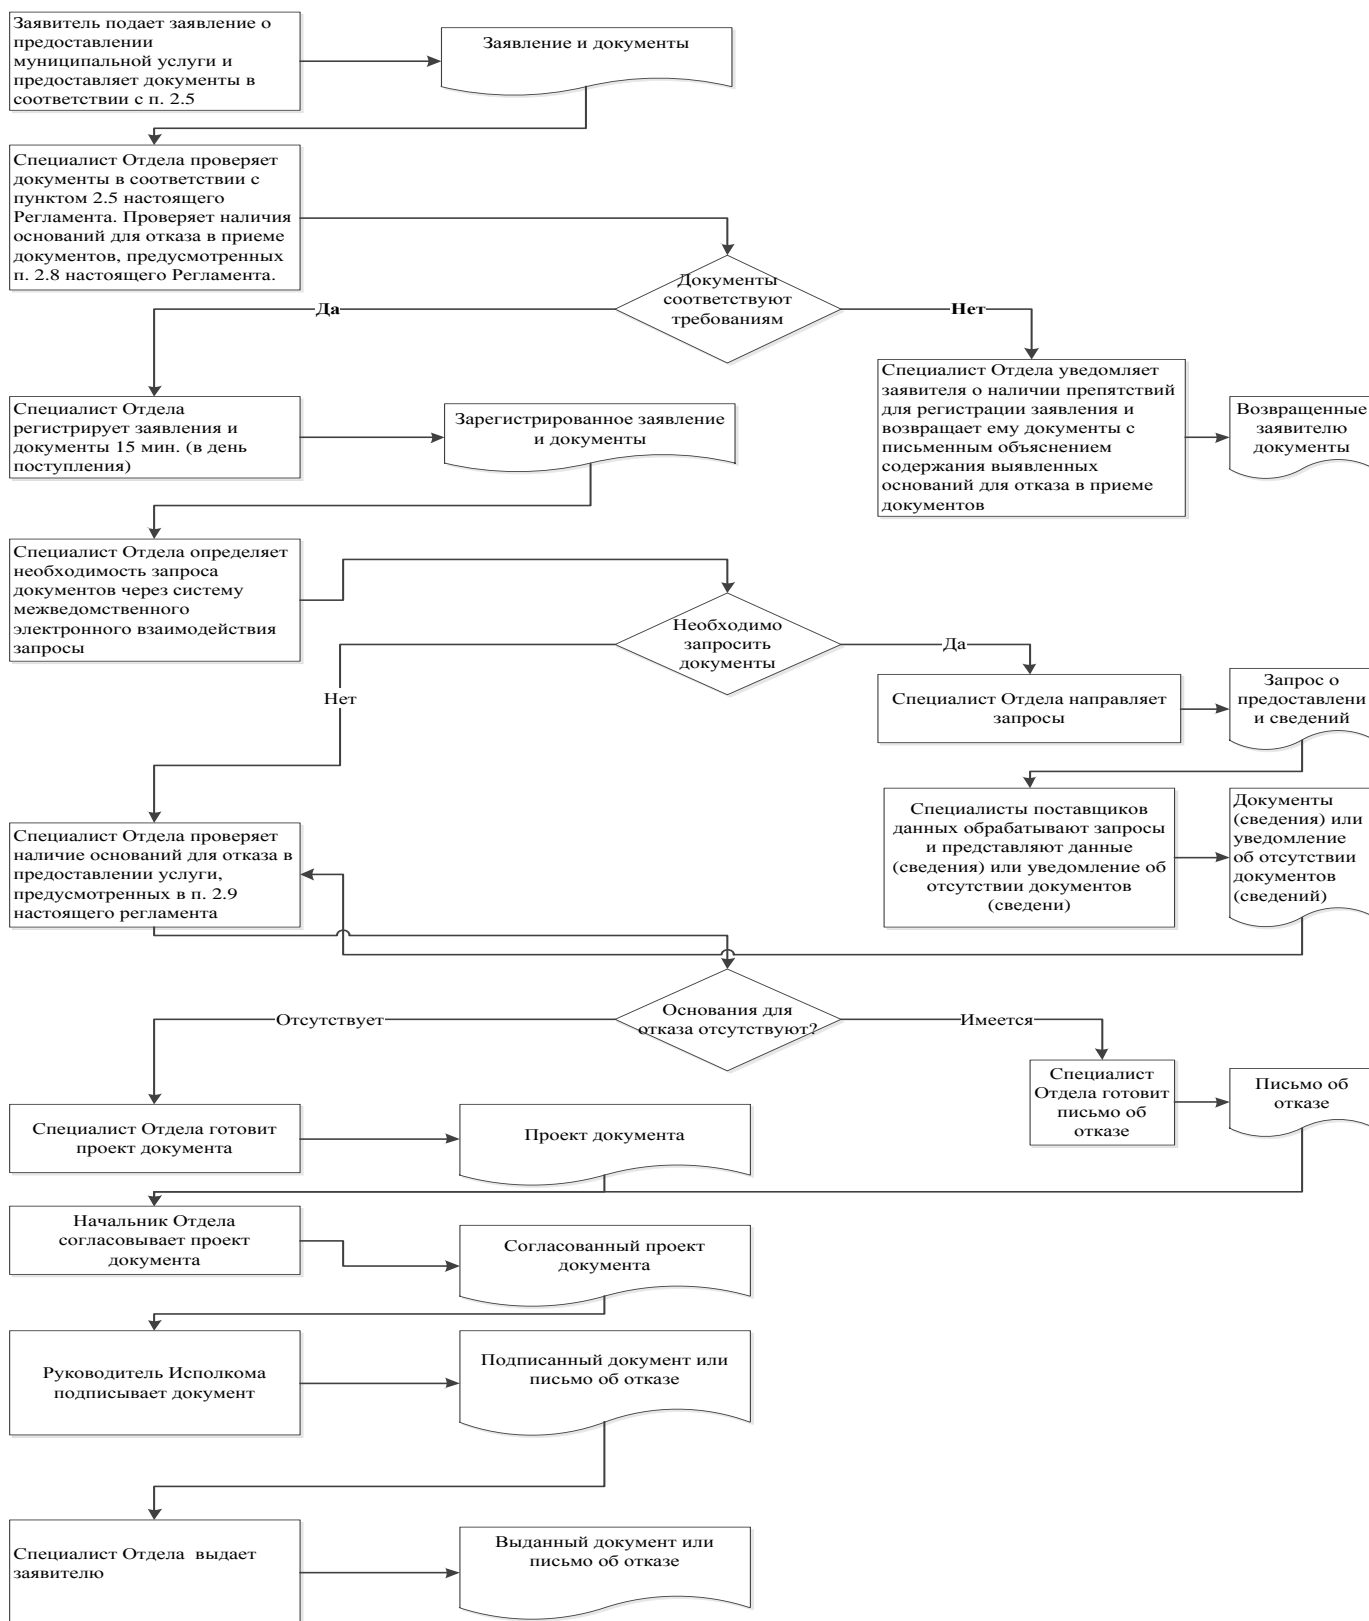 Заявитель подает заявление о
предоставлении
муниципальной услуги и
предоставляет документы в
соответствии с п. 2.5
Заявление и документы
Специалист Отдела проверяет
документы в соответствии с
пунктом 2.5 настоящего
Регламента. Проверяет наличия
оснований для отказа в приеме
документов, предусмотренных
п. 2.8 настоящего Регламента.
Документы
соответствуют
требованиям
Да
Нет
Специалист Отдела уведомляет
заявителя о наличии препятствий
для регистрации заявления и
возвращает ему документы с
письменным объяснением
содержания выявленных
оснований для отказа в приеме
документов
Возвращенные
заявителю
документы
Специалист Отдела
регистрирует заявления и
документы 15 мин. (в день
поступления)
Зарегистрированное заявление
и документы
Специалист Отдела определяет
необходимость запроса
документов через систему
межведомственного
электронного взаимодействия
запросы
Необходимо
запросить
документы
Да
Нет
Специалист Отдела направляет
запросы
Запрос о
предоставлени
и сведений
Специалисты поставщиков
данных обрабатывают запросы
и представляют данные
(сведения) или уведомление об
отсутствии документов
(сведени)
Документы
(сведения) или
уведомление
об отсутствии
документов
(сведений)
Специалист Отдела проверяет
наличие оснований для отказа в
предоставлении услуги,
предусмотренных в п. 2.9
настоящего регламента
Основания для
отказа отсутствуют?
Отсутствует
Имеется
Специалист
Отдела готовит
письмо об
отказе
Письмо об
отказе
Специалист Отдела готовит
проект документа
Проект документа
Начальник Отдела
согласовывает проект
документа
Согласованный проект
документа
Руководитель Исполкома
подписывает документ
Подписанный документ или
письмо об отказе
Специалист Отдела  выдает
заявителю
Выданный документ или
письмо об отказе